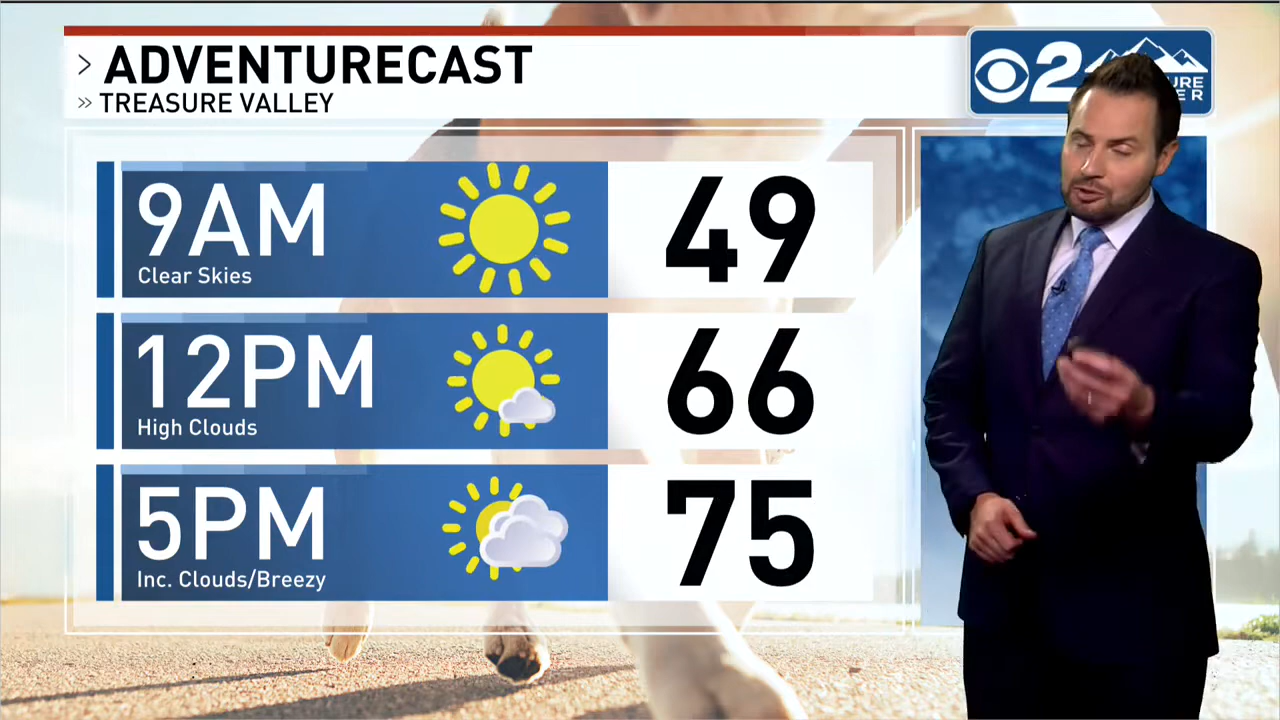 > ADVENTURECAST
» TREASURE VALLEY
2
9AM
Clear Skies
49
12PM
High Clouds
66
5PM
Inc. Clouds/Breezy
75